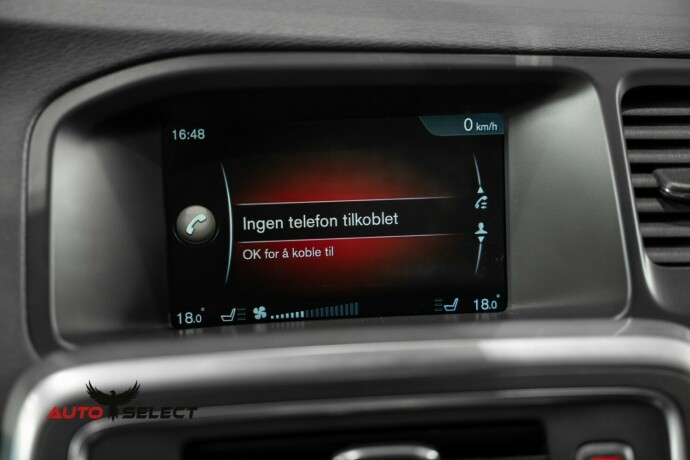 16:48
0 km/h
Ingen telefon tilkoblet
OK for å koble til
18.0° 18.0°
AUTO SELECT